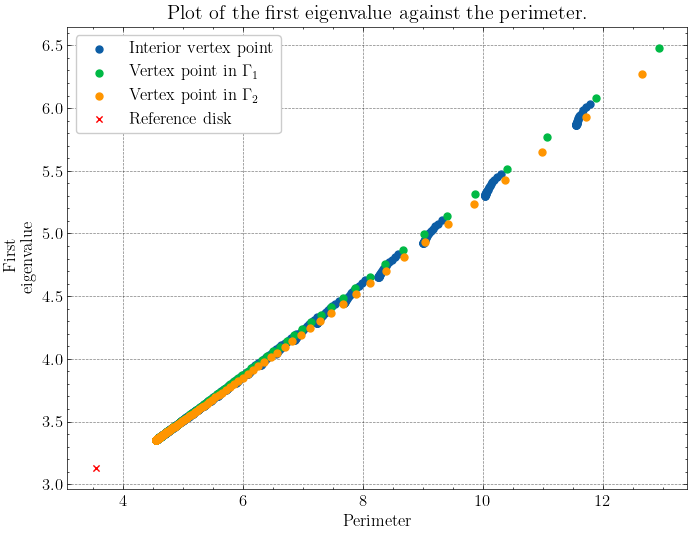 Plot of the first eigenvalue against the perimeter.
Interior vertex point
Vertex point in Γ₁
Vertex point in Γ₂
Reference disk
First
eigenvalue
6.5
6.0
5.5
5.0
4.5
4.0
3.5
3.0
4 6 8 10 12
Perimeter